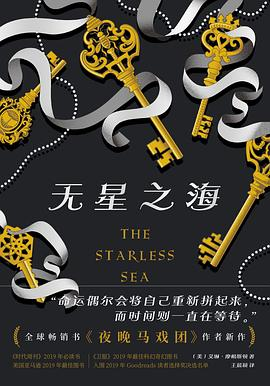 无星之海
THE
STARLESS
SEA
“命运偶尔会将自己重新拼起来，
而时间则一直在等待。”
全球畅销书《夜晚马戏团》作者新作
《时代周刊》2019年必读书
《卫报》2019年最佳科幻奇幻图书
（美）艾琳·摩根斯顿 著
美国亚马逊2019年最佳图书
入围2019年Goodreads读者选择奖决选名单
王晨颖 译